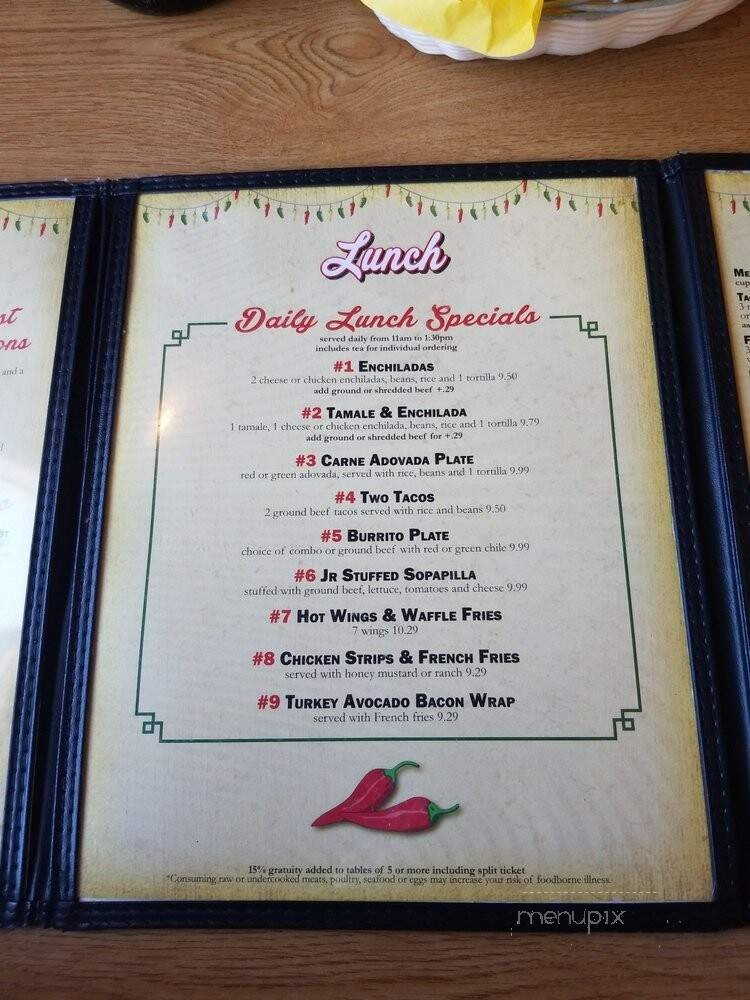 Lunch
Daily Lunch Specials
served daily from 11am to 1:30pm
includes tea for individual ordering
#1 Enchiladas
2 cheese or chicken enchiladas, beans, rice and 1 tortilla 9.50
add ground or shredded beef +.29
#2 Tamale & Enchilada
1 tamale, 1 cheese or chicken enchilada, beans, rice and 1 tortilla 9.79
add ground or shredded beef for +.29
#3 Carne Adovada Plate
red or green adovada, served with rice, beans and 1 tortilla 9.99
#4 Two Tacos
2 ground beef tacos served with rice and beans 9.50
#5 Burrito Plate
choice of combo or ground beef with red or green chile 9.99
#6 Jr Stuffed Sopapilla
stuffed with ground beef, lettuce, tomatoes and cheese 9.99
#7 Hot Wings & Waffle Fries
7 wings 10.29
#8 Chicken Strips & French Fries
served with honey mustard or ranch 9.29
#9 Turkey Avocado Bacon Wrap
served with French fries 9.29
15% gratuity added to tables of 5 or more including split ticket
*Consuming raw or undercooked meats, poultry, seafood or eggs may increase your risk of foodborne illness.
menupix
st
ons
and a
cup
3